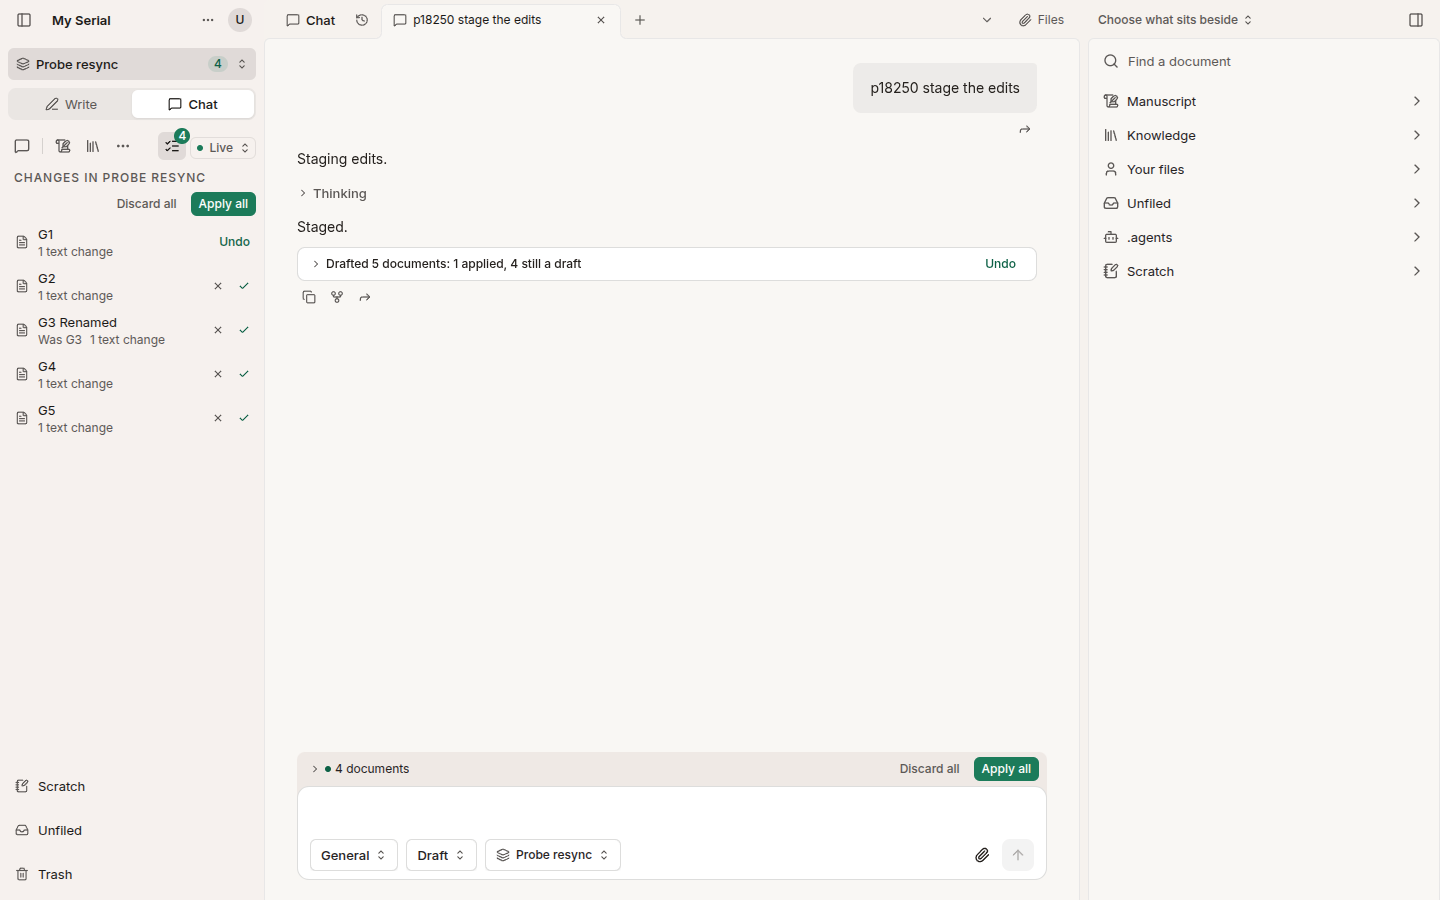 My Serial
U
Probe resync
4
Write
Chat
4
Live
CHANGES IN PROBE RESYNC
Discard all
Apply all
G1
1 text change
Undo
G2
1 text change
G3 Renamed
Was G3 1 text change
G4
1 text change
G5
1 text change
Scratch
Unfiled
Trash
Chat
p18250 stage the edits
Files
p18250 stage the edits
Staging edits.
Thinking
Staged.
Drafted 5 documents: 1 applied, 4 still a draft
Undo
4 documents
Discard all
Apply all
General
Draft
Probe resync
Choose what sits beside
Find a document
Manuscript
Knowledge
Your files
Unfiled
.agents
Scratch